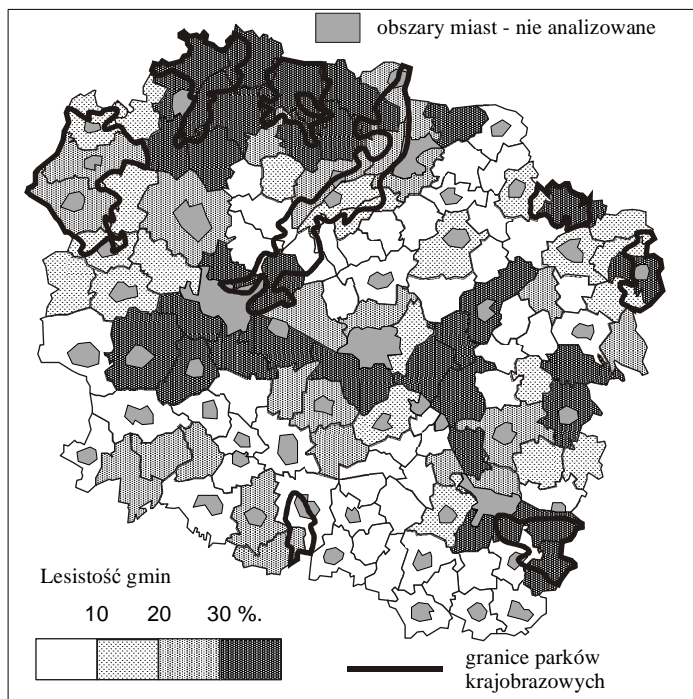 obszary miast - nie analizowane
Lesistość gmin
10 20 30 %.
granice parków
krajobrazowych